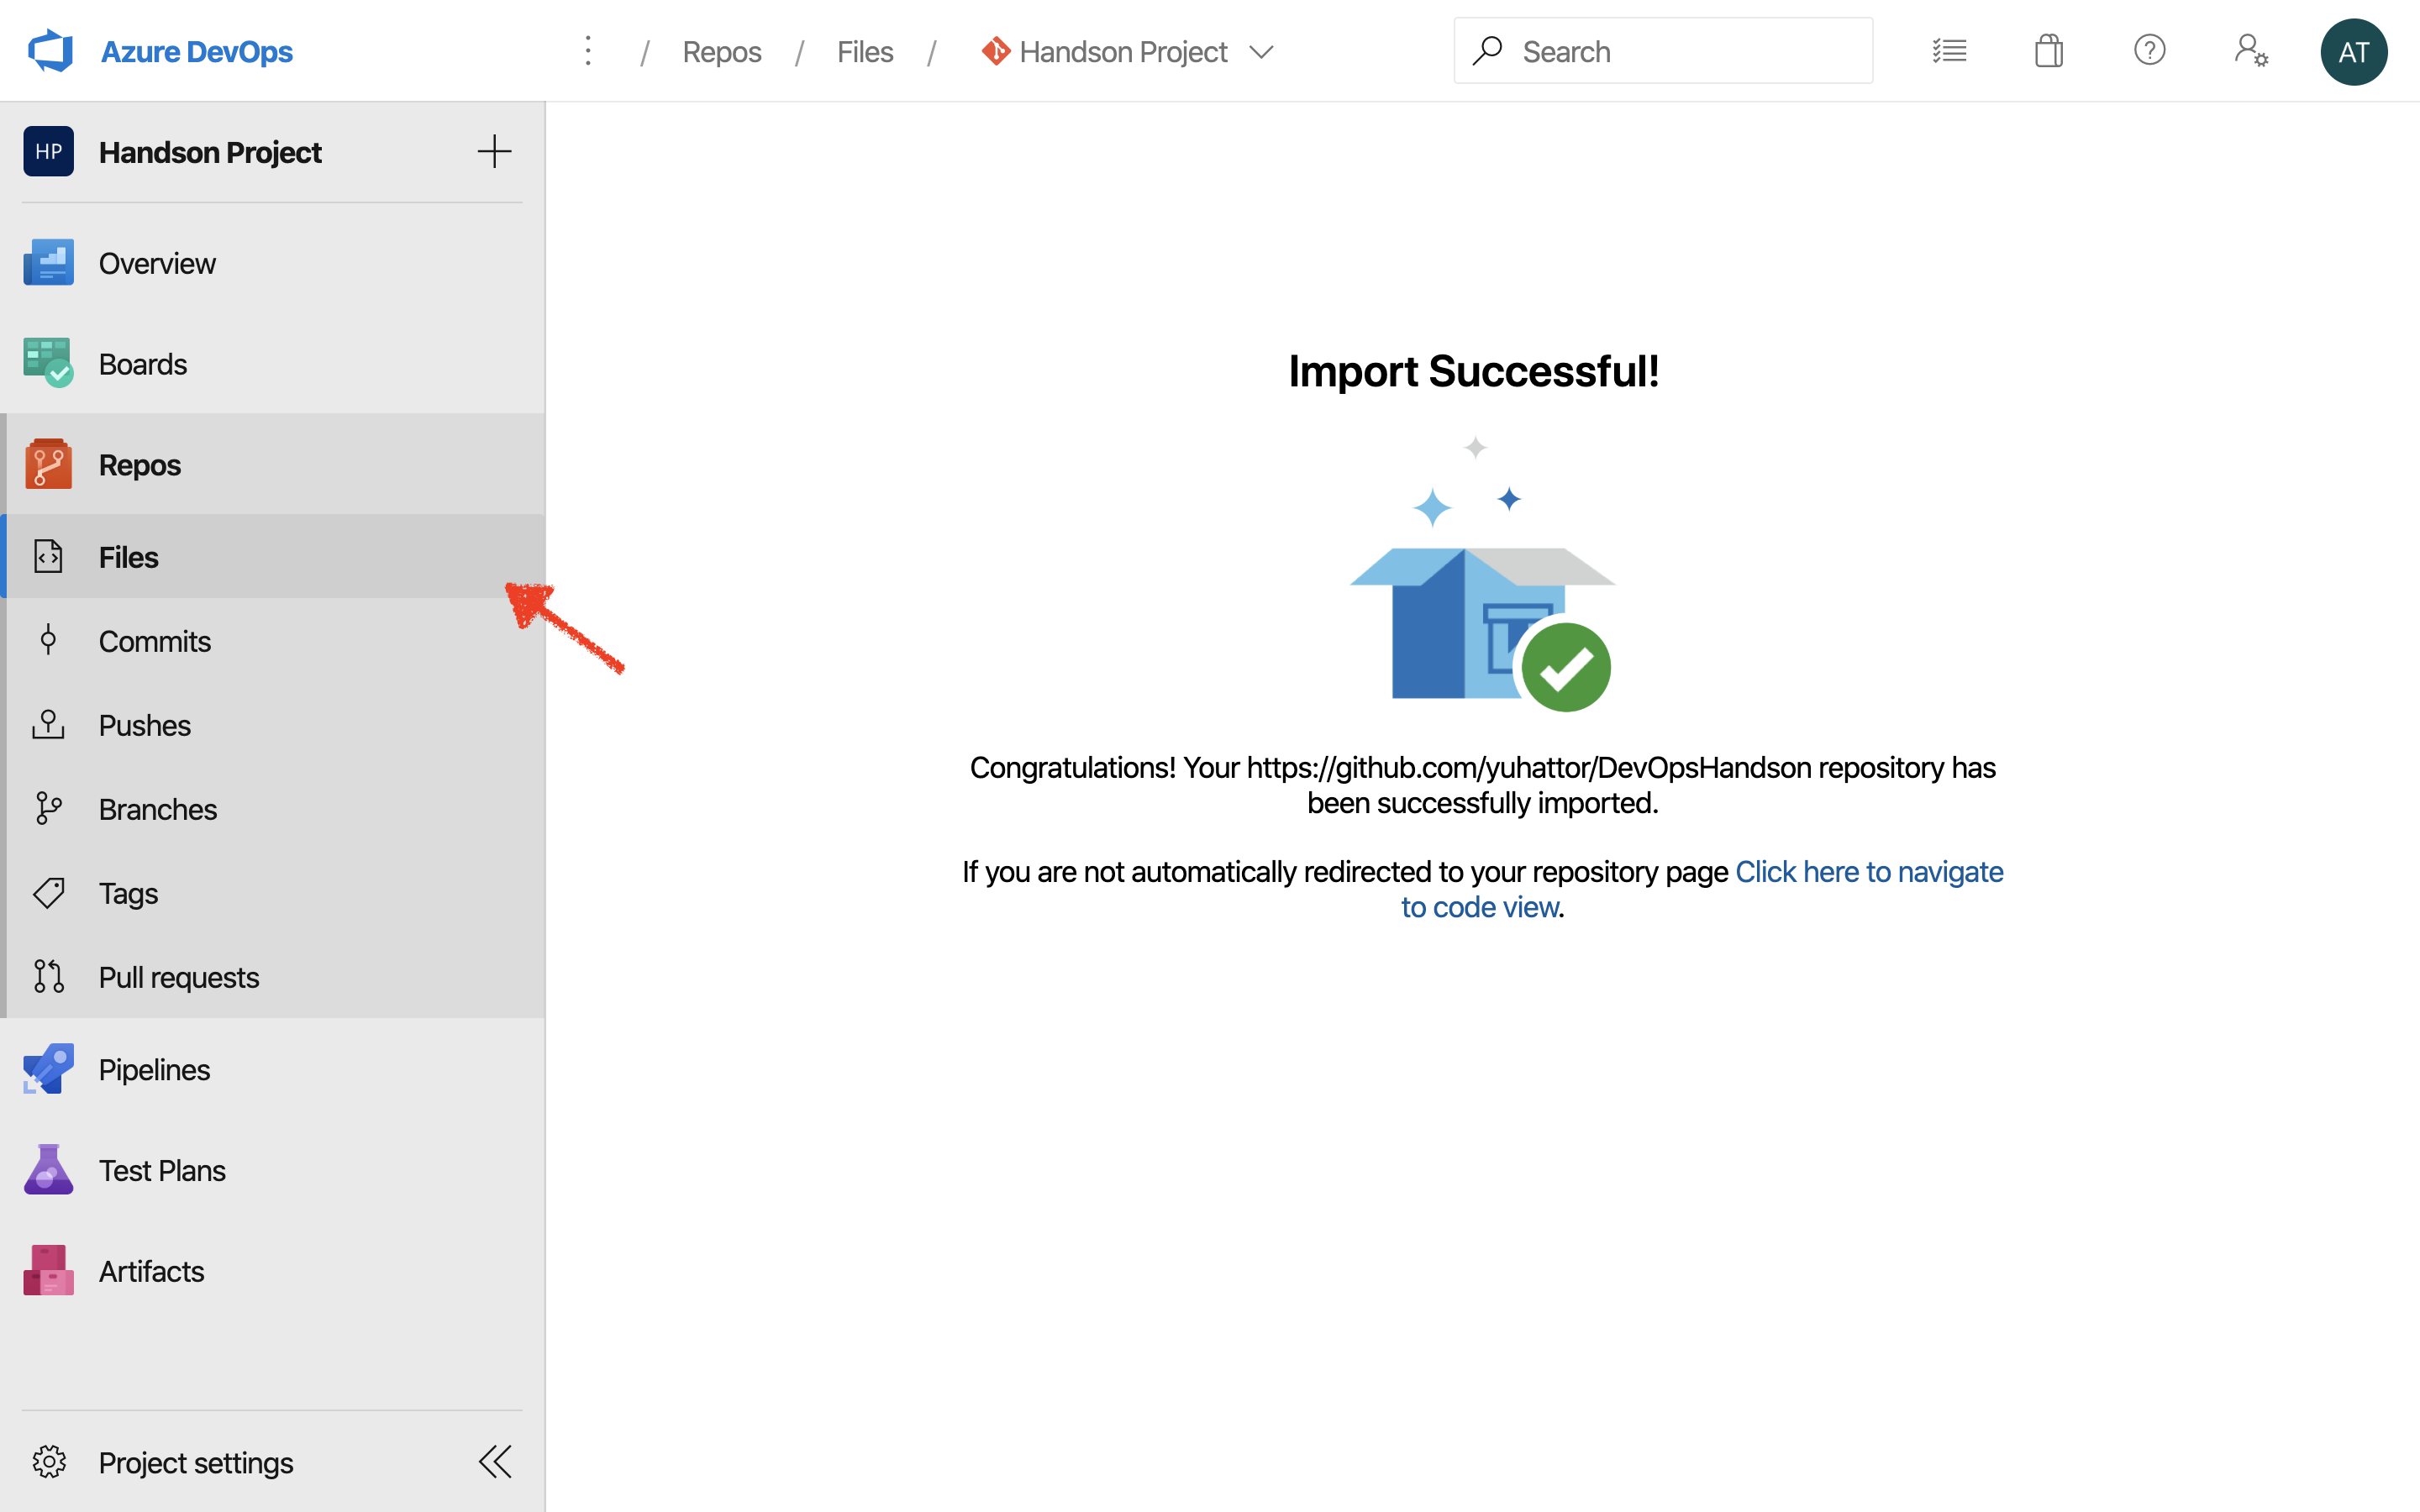 Azure DevOps
/ Repos / Files / Handson Project
Search
AT
HP
Handson Project
Overview
Boards
Repos
Files
Commits
Pushes
Branches
Tags
Pull requests
Pipelines
Test Plans
Artifacts
Project settings
Import Successful!
Congratulations! Your https://github.com/yuhattor/DevOpsHandson repository has
been successfully imported.
If you are not automatically redirected to your repository page Click here to navigate
to code view.